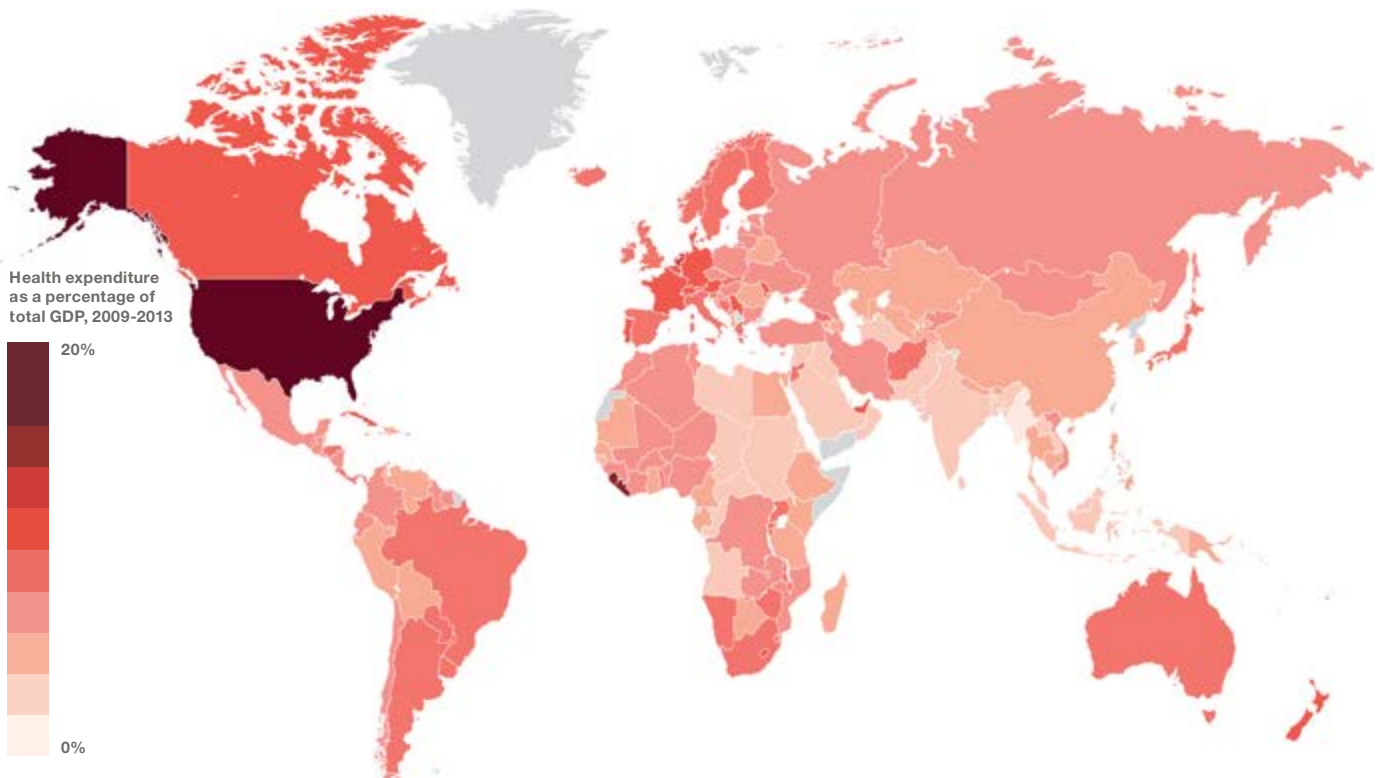 Health expenditure
as a percentage of
total GDP, 2009-2013
20%
0%